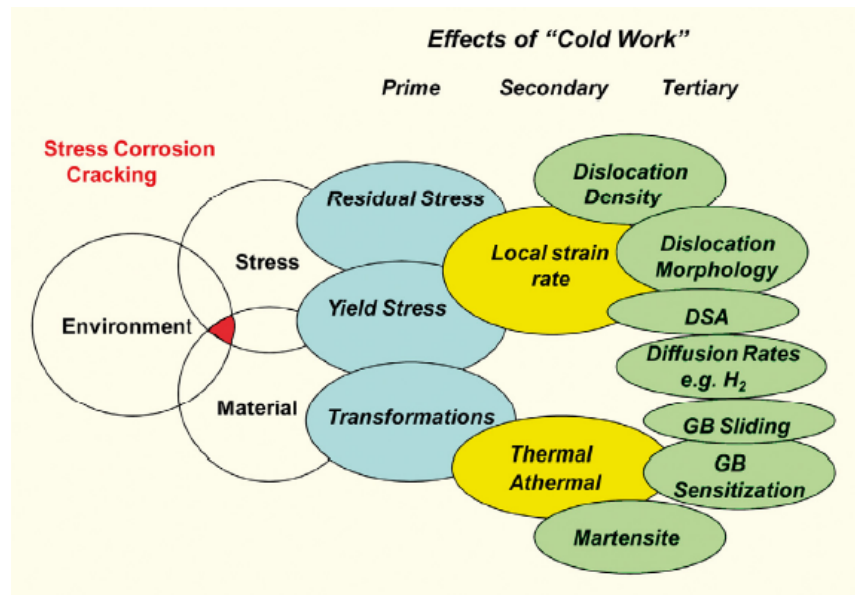 Effects of “Cold Work”
Prime Secondary Tertiary
Stress Corrosion
Cracking
Environment
Stress
Material
Residual Stress
Yield Stress
Transformations
Local strain
rate
Thermal
Athermal
Dislocation
Density
Dislocation
Morphology
DSA
Diffusion Rates
e.g. H₂
GB Sliding
GB
Sensitization
Martensite